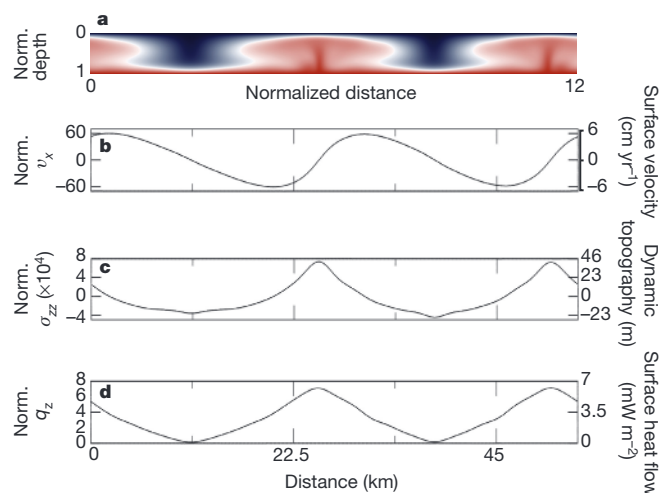 a
Norm. depth
0
1
0
12
Normalized distance
b
Norm. vₓ
60
0
−60
6
0
−6
Surface velocity (cm yr⁻¹)
c
Norm. σzz (×10⁴)
8
4
0
−4
46
23
0
−23
Dynamic topography (m)
d
Norm. qz
8
6
4
2
0
7
3.5
0
Surface heat flow (mW m⁻²)
0
22.5
45
Distance (km)